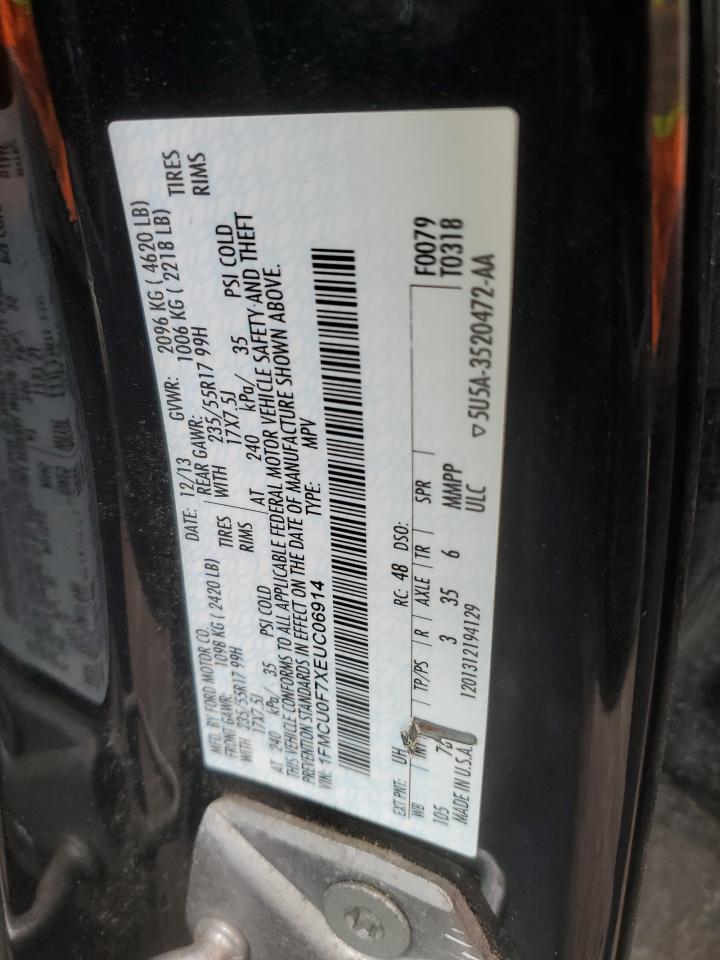 MFD. BY FORD MOTOR CO.
DATE: 12/13 GVWR: 2096 KG ( 4620 LB)
FRONT GAWR: 1098 KG ( 2420 LB) REAR GAWR: 1006 KG ( 2218 LB)
WITH 235/55R17 99H TIRES WITH 235/55R17 99H TIRES
17X7.5J RIMS 17X7.5J RIMS
AT 240 kPa/ 35 PSI COLD AT 240 kPa/ 35 PSI COLD
THIS VEHICLE CONFORMS TO ALL APPLICABLE FEDERAL MOTOR VEHICLE SAFETY AND THEFT
PREVENTION STANDARDS IN EFFECT ON THE DATE OF MANUFACTURE SHOWN ABOVE.
VIN: 1FMCU0F7XEUC06914 TYPE: MPV
EXT PNT: UH RC: 48 DSO: F0079
WB TP/PS R AXLE TR SPR T0318
105 3 35 6 MMPP
MADE IN U.S.A. 1201312194129 ULC ▽5U5A-3520472-AA